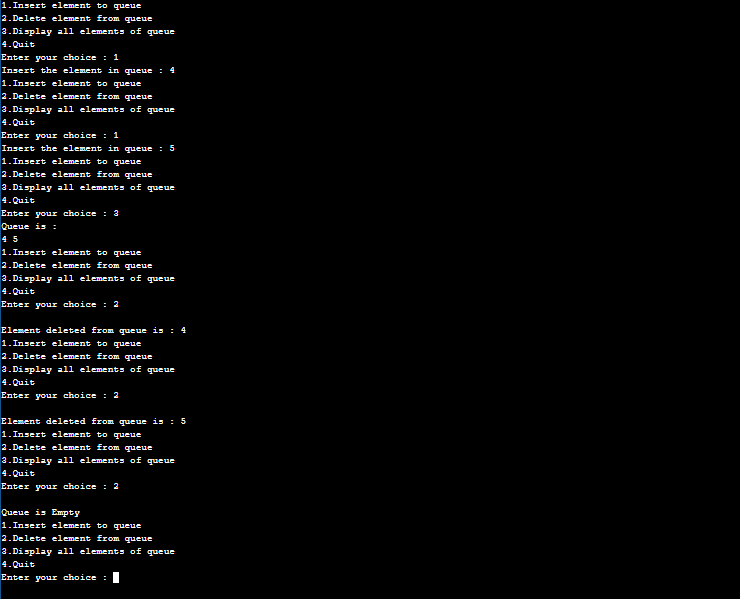 1.Insert element to queue
2.Delete element from queue
3.Display all elements of queue
4.Quit
Enter your choice : 1
Insert the element in queue : 4
1.Insert element to queue
2.Delete element from queue
3.Display all elements of queue
4.Quit
Enter your choice : 1
Insert the element in queue : 5
1.Insert element to queue
2.Delete element from queue
3.Display all elements of queue
4.Quit
Enter your choice : 3
Queue is :
4 5
1.Insert element to queue
2.Delete element from queue
3.Display all elements of queue
4.Quit
Enter your choice : 2

Element deleted from queue is : 4
1.Insert element to queue
2.Delete element from queue
3.Display all elements of queue
4.Quit
Enter your choice : 2

Element deleted from queue is : 5
1.Insert element to queue
2.Delete element from queue
3.Display all elements of queue
4.Quit
Enter your choice : 2

Queue is Empty
1.Insert element to queue
2.Delete element from queue
3.Display all elements of queue
4.Quit
Enter your choice :